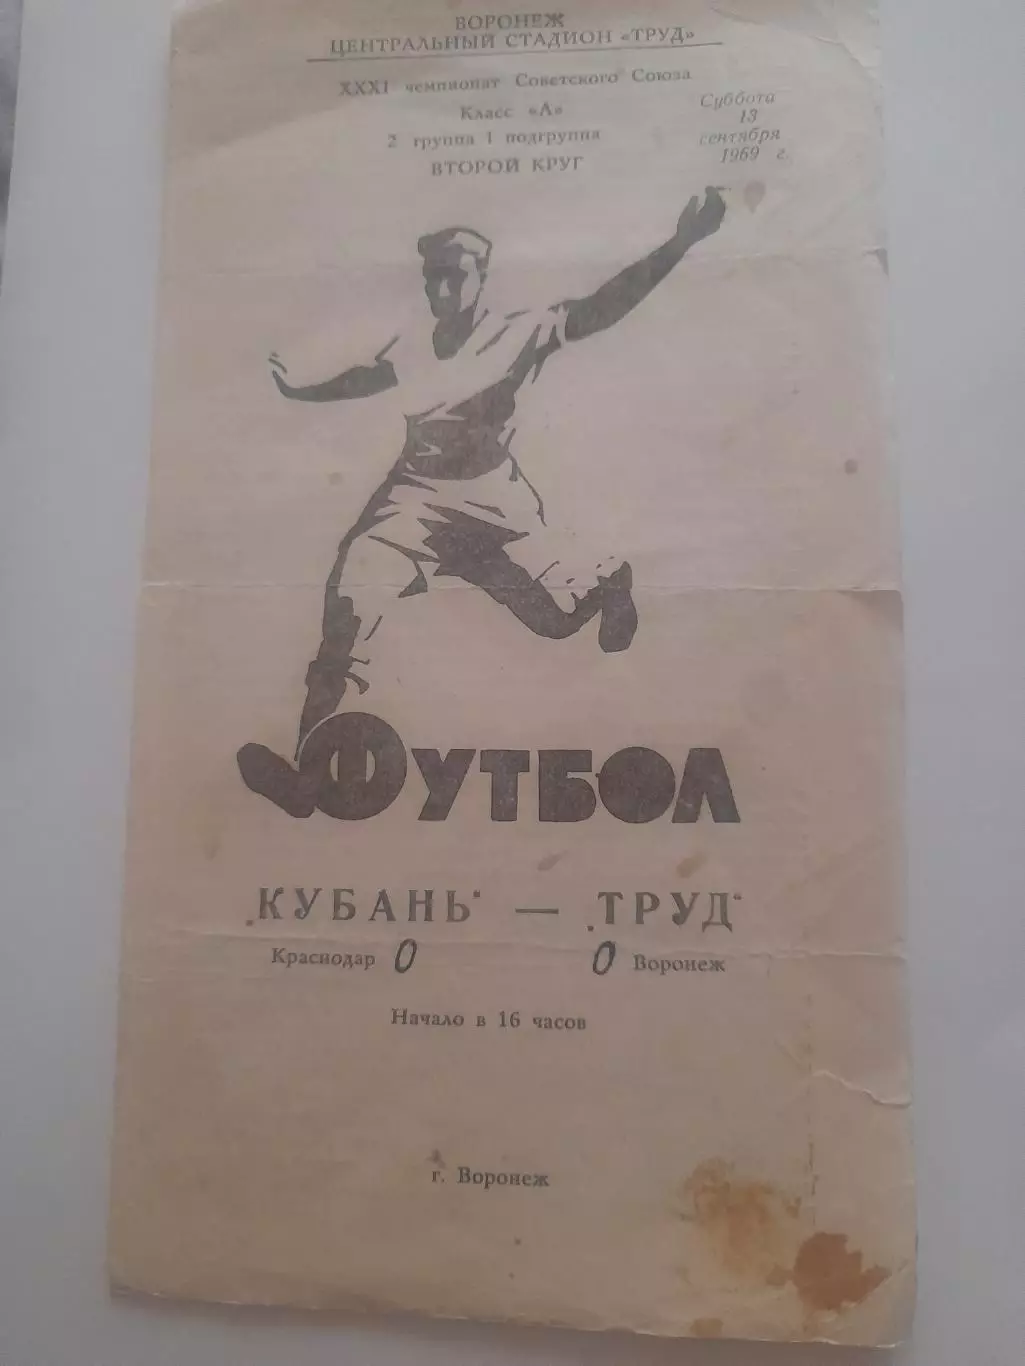 ВОРОНЕЖ
ЦЕНТРАЛЬНЫЙ СТАДИОН «ТРУД»
XXXI чемпионат Советского Союза
Класс «А»
2 группа 1 подгруппа
ВТОРОЙ КРУГ
Суббота
13
сентября
1969 г.
ФУТБОЛ
„КУБАНЬ“ — „ТРУД“
Краснодар 0 0 Воронеж
Начало в 16 часов
г. Воронеж